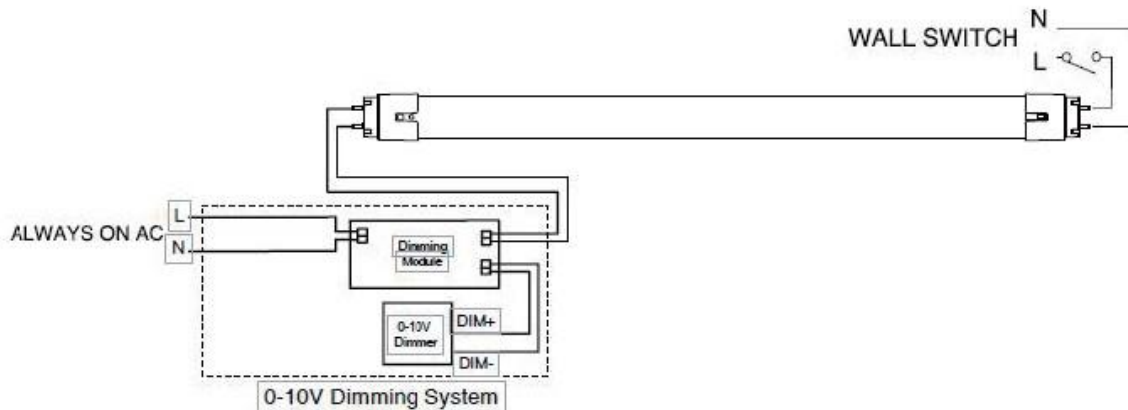 N
WALL SWITCH
L
L
ALWAYS ON AC
N
Dimming
Module
0-10V
Dimmer
DIM+
DIM-
0-10V Dimming System